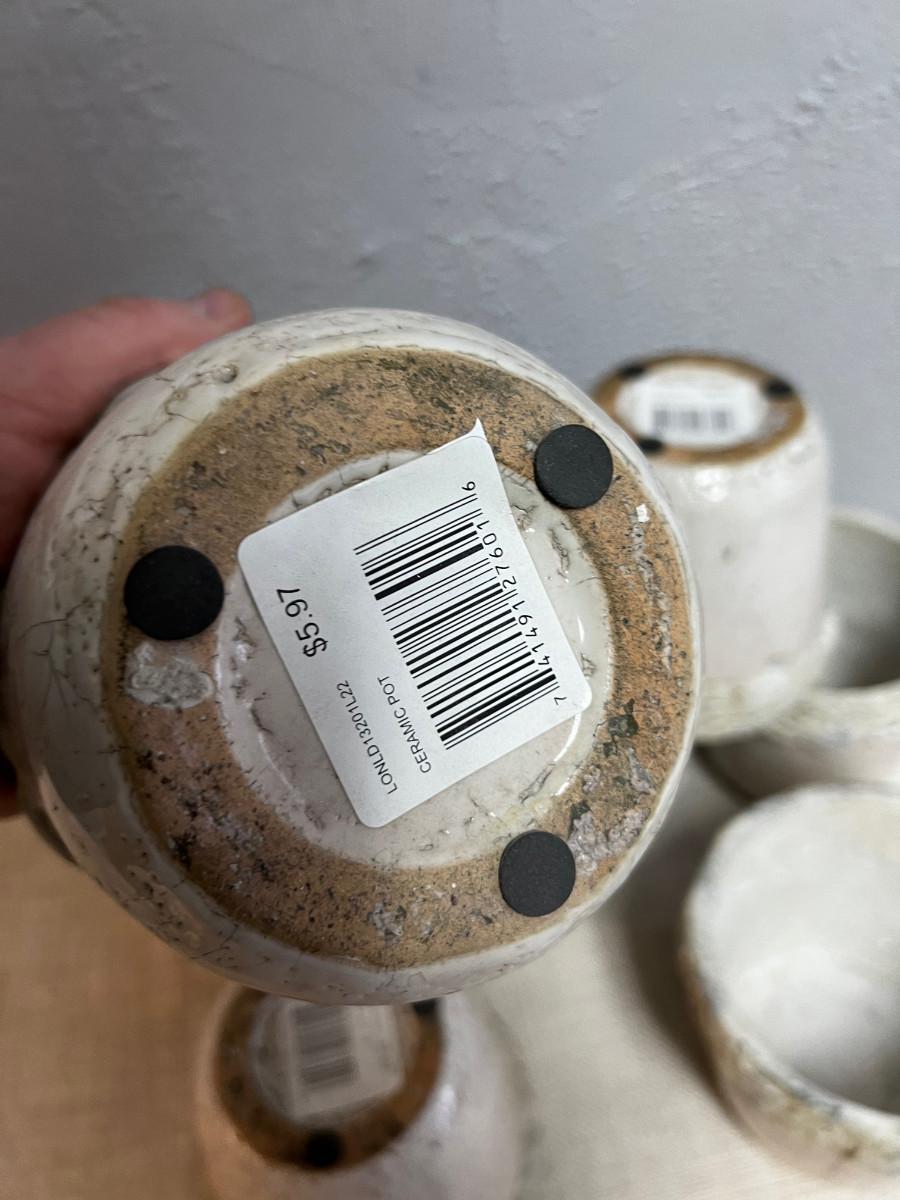 $5.97
LONLD13201L22
CERAMIC POT
7 41491 27601 6